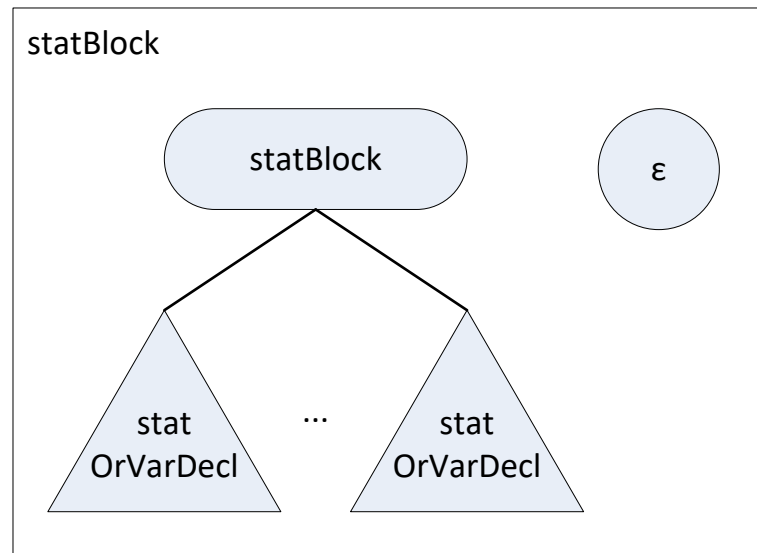 statBlock
statBlock
ε
stat
OrVarDecl
...
stat
OrVarDecl